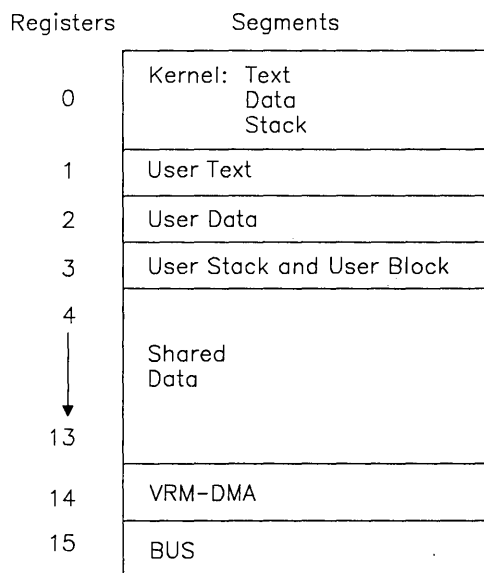 Registers Segments
0 Kernel: Text
Data
Stack
1 User Text
2 User Data
3 User Stack and User Block
4
Shared
Data
13
14 VRM-DMA
15 BUS